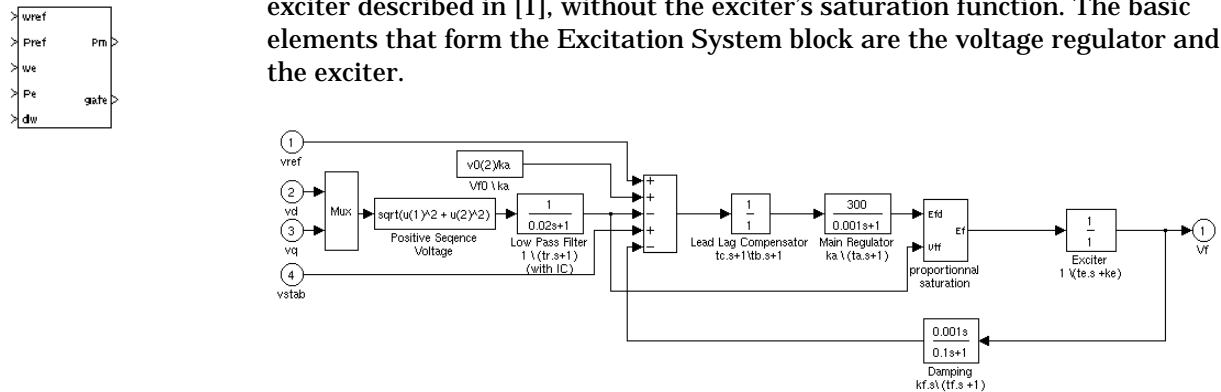 wref
Pref
we
Pe
dw
Pm
gate
exciter described in [1], without the exciter's saturation function. The basic
elements that form the Excitation System block are the voltage regulator and
the exciter.
1
vref
v0(2)/ka
Vf0 \ ka
2
vd
3
vq
4
vstab
Mux
sqrt(u(1)^2 + u(2)^2)
Positive Seqence
Voltage
1
0.02s+1
Low Pass Filter
1 \ (tr.s+1)
(with IC)
+
+
−
+
−
1
1
Lead Lag Compensator
tc.s+1\tb.s+1
300
0.001s+1
Main Regulator
ka \ (ta.s+1)
Efd
Ef
Vtf
proportionnal
saturation
1
1
Exciter
1 \(te.s +ke)
1
Vf
0.001s
0.1s+1
Damping
kf.s\ (tf.s +1)